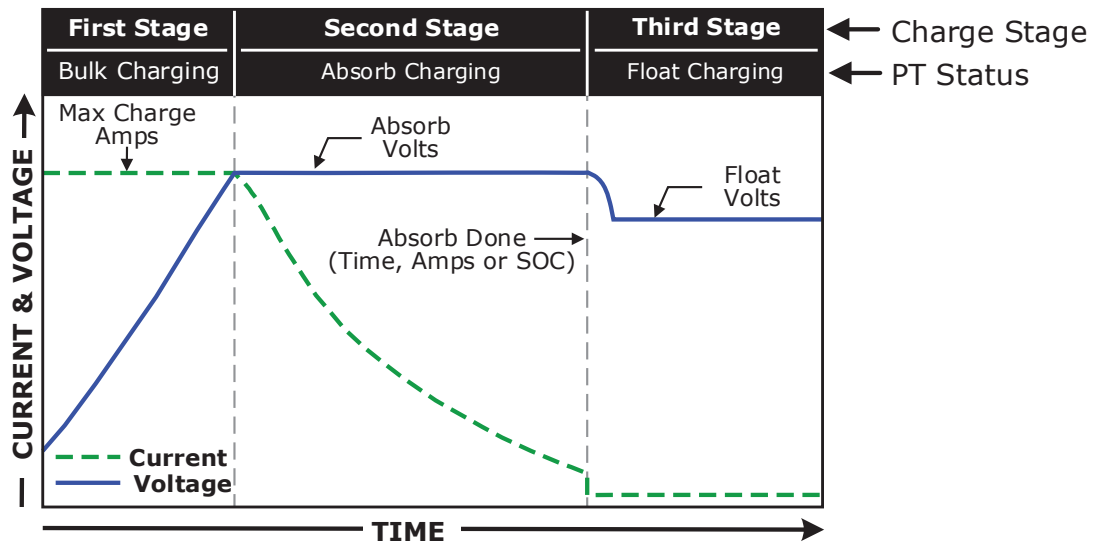 First Stage
Second Stage
Third Stage
Charge Stage
Bulk Charging
Absorb Charging
Float Charging
PT Status
Max Charge
Amps
Absorb
Volts
Float
Volts
Absorb Done
(Time, Amps or SOC)
CURRENT & VOLTAGE
Current
Voltage
TIME